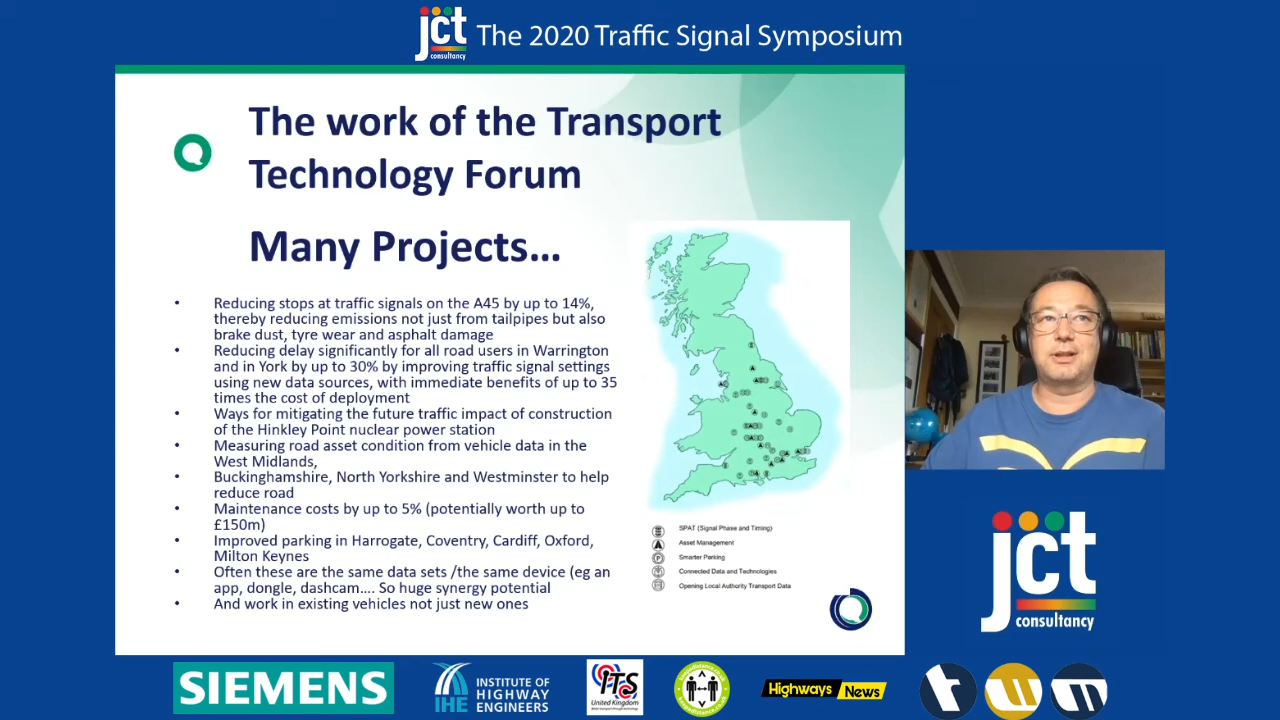 jct
consultancy
The 2020 Traffic Signal Symposium
The work of the Transport
Technology Forum
Many Projects...
• Reducing stops at traffic signals on the A45 by up to 14%,
thereby reducing emissions not just from tailpipes but also
brake dust, tyre wear and asphalt damage
• Reducing delay significantly for all road users in Warrington
and in York by up to 30% by improving traffic signal settings
using new data sources, with immediate benefits of up to 35
times the cost of deployment
• Ways for mitigating the future traffic impact of construction
of the Hinkley Point nuclear power station
• Measuring road asset condition from vehicle data in the
West Midlands,
• Buckinghamshire, North Yorkshire and Westminster to help
reduce road
• Maintenance costs by up to 5% (potentially worth up to
£150m)
• Improved parking in Harrogate, Coventry, Cardiff, Oxford,
Milton Keynes
• Often these are the same data sets /the same device (eg an
app, dongle, dashcam.... So huge synergy potential
• And work in existing vehicles not just new ones
SPAT (Signal Phase and Timing)
Asset Management
Smarter Parking
Connected Data and Technologies
Opening Local Authority Transport Data
jct
consultancy
SIEMENS
IHE
INSTITUTE OF
HIGHWAY
ENGINEERS
ITS
United Kingdom
Highways News